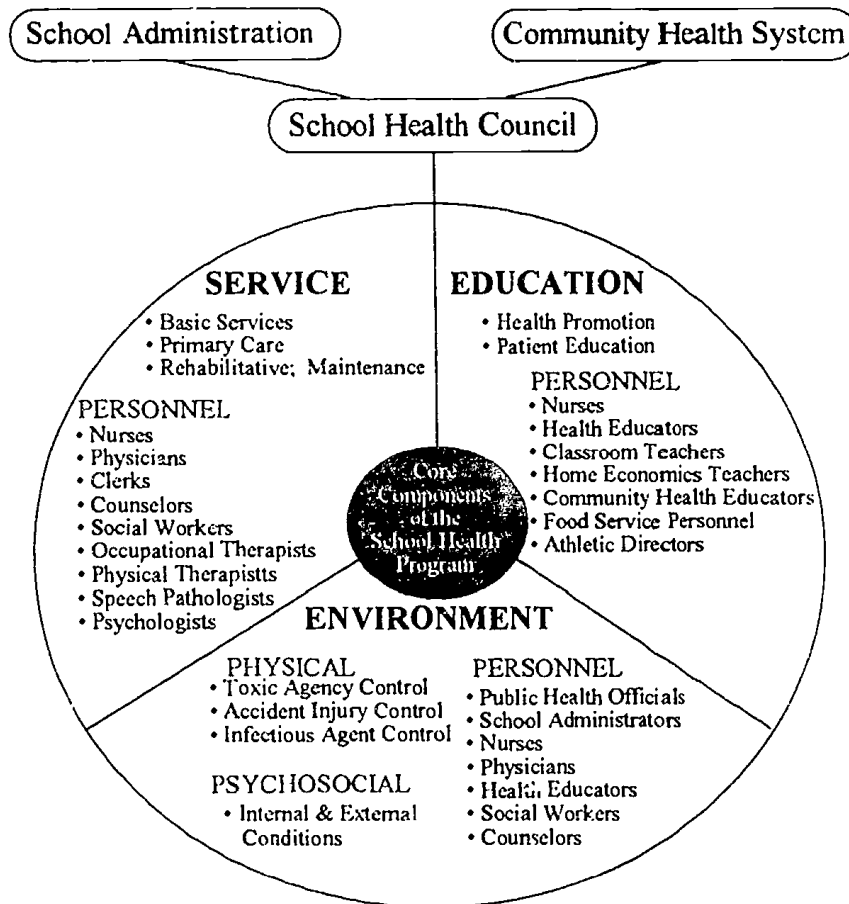 School Administration
Community Health System
School Health Council
SERVICE
• Basic Services
• Primary Care
• Rehabilitative; Maintenance
PERSONNEL
• Nurses
• Physicians
• Clerks
• Counselors
• Social Workers
• Occupational Therapists
• Physical Therapistts
• Speech Pathologists
• Psychologists
EDUCATION
• Health Promotion
• Patient Education
PERSONNEL
• Nurses
• Health Educators
• Classroom Teachers
• Home Economics Teachers
• Community Health Educators
• Food Service Personnel
• Athletic Directors
Core
Components
of the
School Health
Program
ENVIRONMENT
PHYSICAL
• Toxic Agency Control
• Accident Injury Control
• Infectious Agent Control
PSYCHOSOCIAL
• Internal & External
Conditions
PERSONNEL
• Public Health Officials
• School Administrators
• Nurses
• Physicians
• Health Educators
• Social Workers
• Counselors